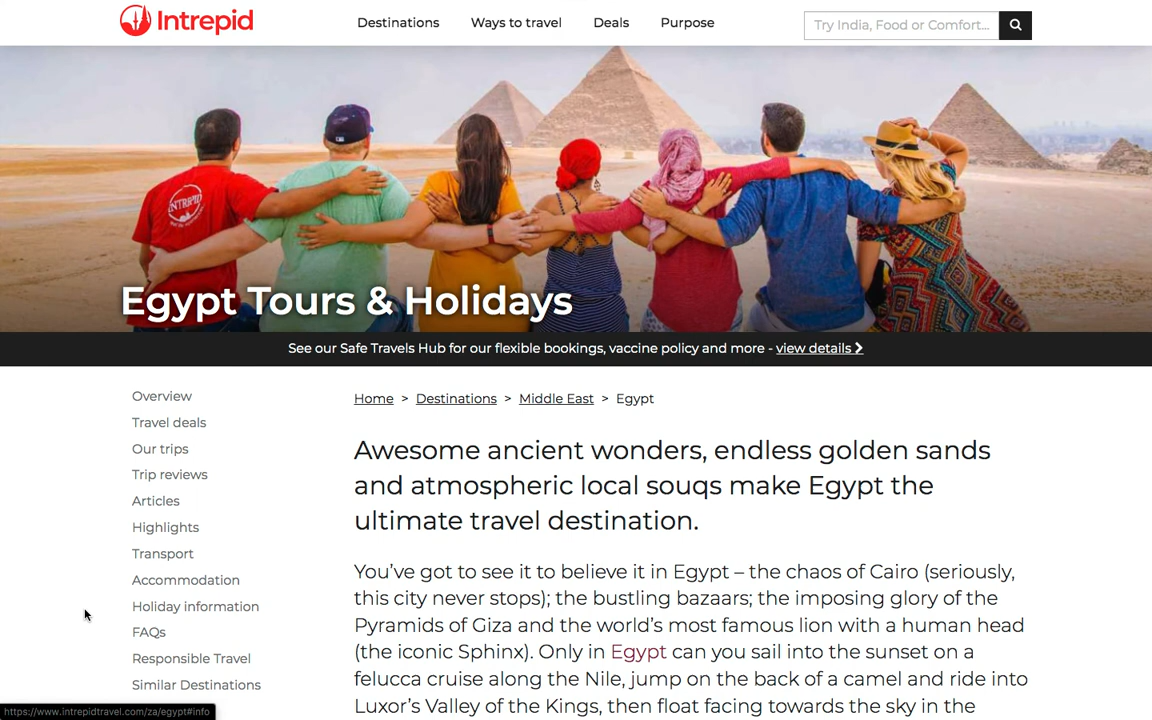 Intrepid
Destinations
Ways to travel
Deals
Purpose
Try India, Food or Comfort...
INTREPID
Egypt Tours & Holidays
See our Safe Travels Hub for our flexible bookings, vaccine policy and more - view details
Overview
Travel deals
Our trips
Trip reviews
Articles
Highlights
Transport
Accommodation
Holiday information
FAQs
Responsible Travel
Similar Destinations
Home > Destinations > Middle East > Egypt
Awesome ancient wonders, endless golden sands
and atmospheric local souqs make Egypt the
ultimate travel destination.
You’ve got to see it to believe it in Egypt – the chaos of Cairo (seriously,
this city never stops); the bustling bazaars; the imposing glory of the
Pyramids of Giza and the world’s most famous lion with a human head
(the iconic Sphinx). Only in Egypt can you sail into the sunset on a
felucca cruise along the Nile, jump on the back of a camel and ride into
Luxor’s Valley of the Kings, then float facing towards the sky in the
https://www.intrepidtravel.com/za/egypt#info